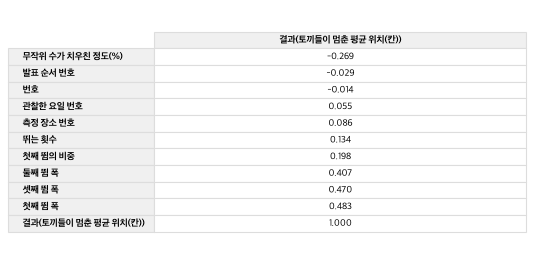 결과(토끼들이 멈춘 평균 위치(칸))
무작위 수가 치우친 정도(%) -0.269
발표 순서 번호 -0.029
번호 -0.014
관찰한 요일 번호 0.055
측정 장소 번호 0.086
뛰는 횟수 0.134
첫째 뜀의 비중 0.198
둘째 뜀 폭 0.407
셋째 뜀 폭 0.470
첫째 뜀 폭 0.483
결과(토끼들이 멈춘 평균 위치(칸)) 1.000